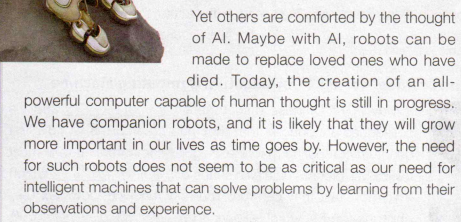 Yet others are comforted by the thought
of AI. Maybe with AI, robots can be
made to replace loved ones who have
died. Today, the creation of an all-
powerful computer capable of human thought is still in progress.
We have companion robots, and it is likely that they will grow
more important in our lives as time goes by. However, the need
for such robots does not seem to be as critical as our need for
intelligent machines that can solve problems by learning from their
observations and experience.